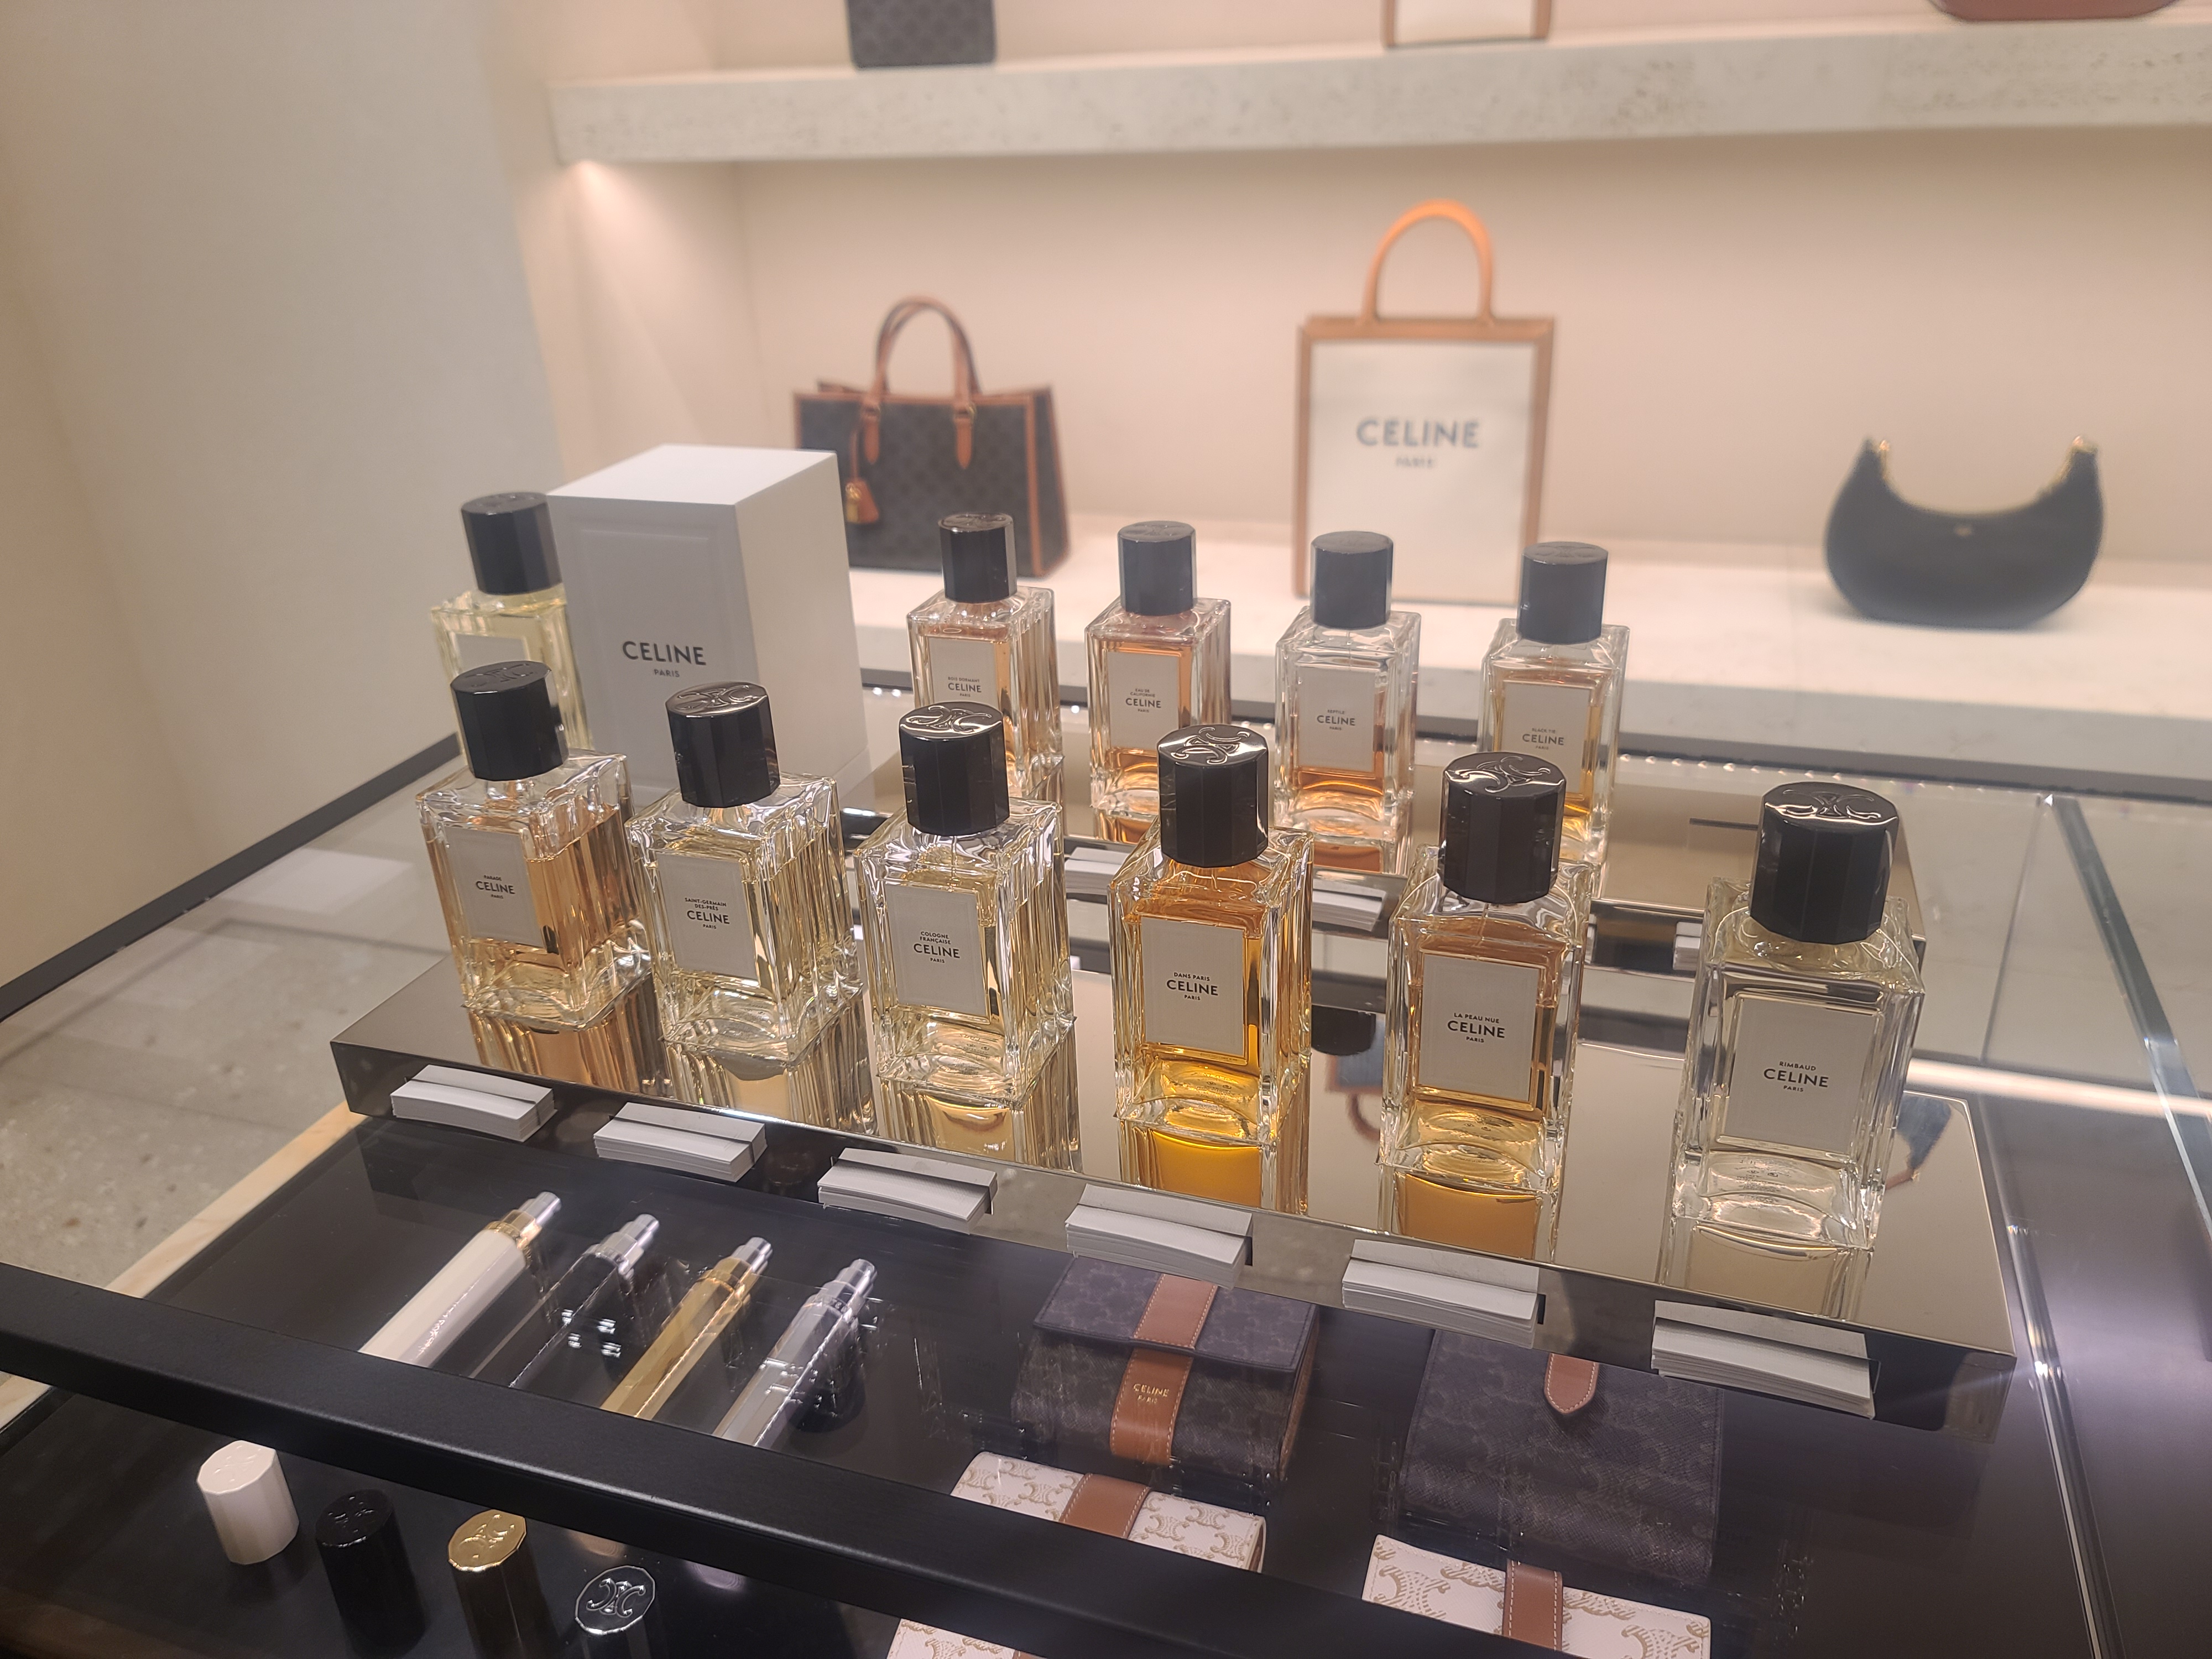 CELINE
PARIS
CELINE
PARIS
BOIS DORMANT
CELINE
PARIS
EAU DE
CALIFORNIE
CELINE
PARIS
REPTILE
CELINE
PARIS
BLACK TIE
CELINE
PARIS
PARADE
CELINE
PARIS
SAINT-GERMAIN
DES-PRÉS
CELINE
PARIS
COLOGNE
FRANÇAISE
CELINE
PARIS
DANS PARIS
CELINE
PARIS
LA PEAU NUE
CELINE
PARIS
RIMBAUD
CELINE
PARIS
CELINE
PARIS